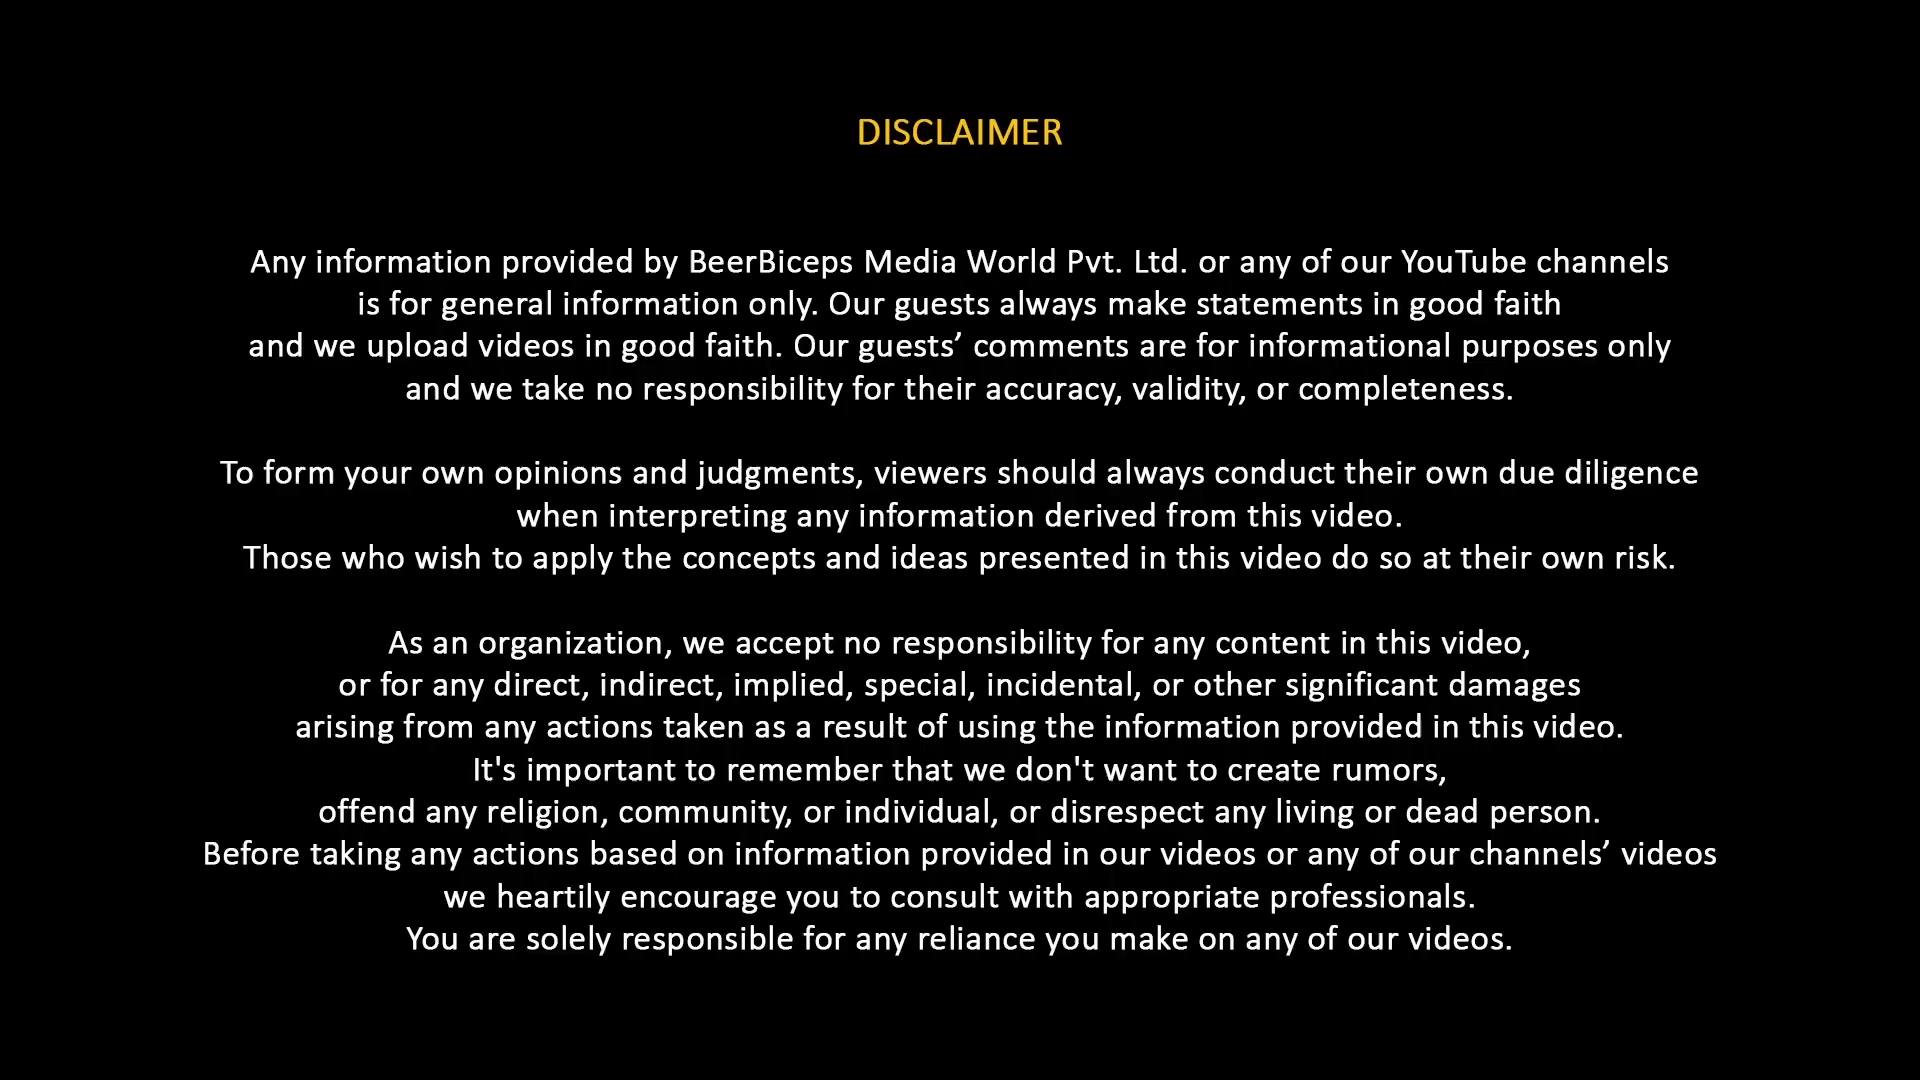 DISCLAIMER
Any information provided by BeerBiceps Media World Pvt. Ltd. or any of our YouTube channels
is for general information only. Our guests always make statements in good faith
and we upload videos in good faith. Our guests’ comments are for informational purposes only
and we take no responsibility for their accuracy, validity, or completeness.
To form your own opinions and judgments, viewers should always conduct their own due diligence
when interpreting any information derived from this video.
Those who wish to apply the concepts and ideas presented in this video do so at their own risk.
As an organization, we accept no responsibility for any content in this video,
or for any direct, indirect, implied, special, incidental, or other significant damages
arising from any actions taken as a result of using the information provided in this video.
It's important to remember that we don't want to create rumors,
offend any religion, community, or individual, or disrespect any living or dead person.
Before taking any actions based on information provided in our videos or any of our channels’ videos
we heartily encourage you to consult with appropriate professionals.
You are solely responsible for any reliance you make on any of our videos.